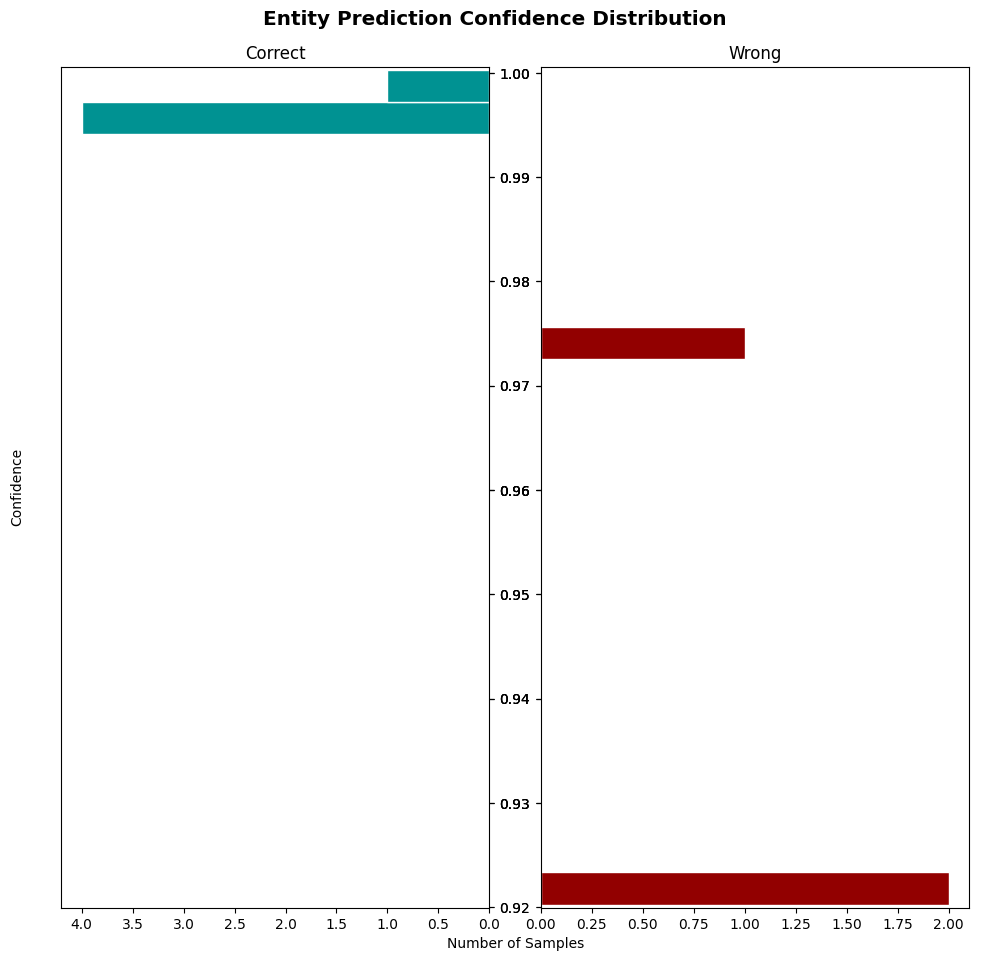 Entity Prediction Confidence Distribution
Correct
Wrong
1.00
0.99
0.98
0.97
0.96
0.95
0.94
0.93
0.92
Confidence
4.0 3.5 3.0 2.5 2.0 1.5 1.0 0.5 0.0
0.00 0.25 0.50 0.75 1.00 1.25 1.50 1.75 2.00
Number of Samples